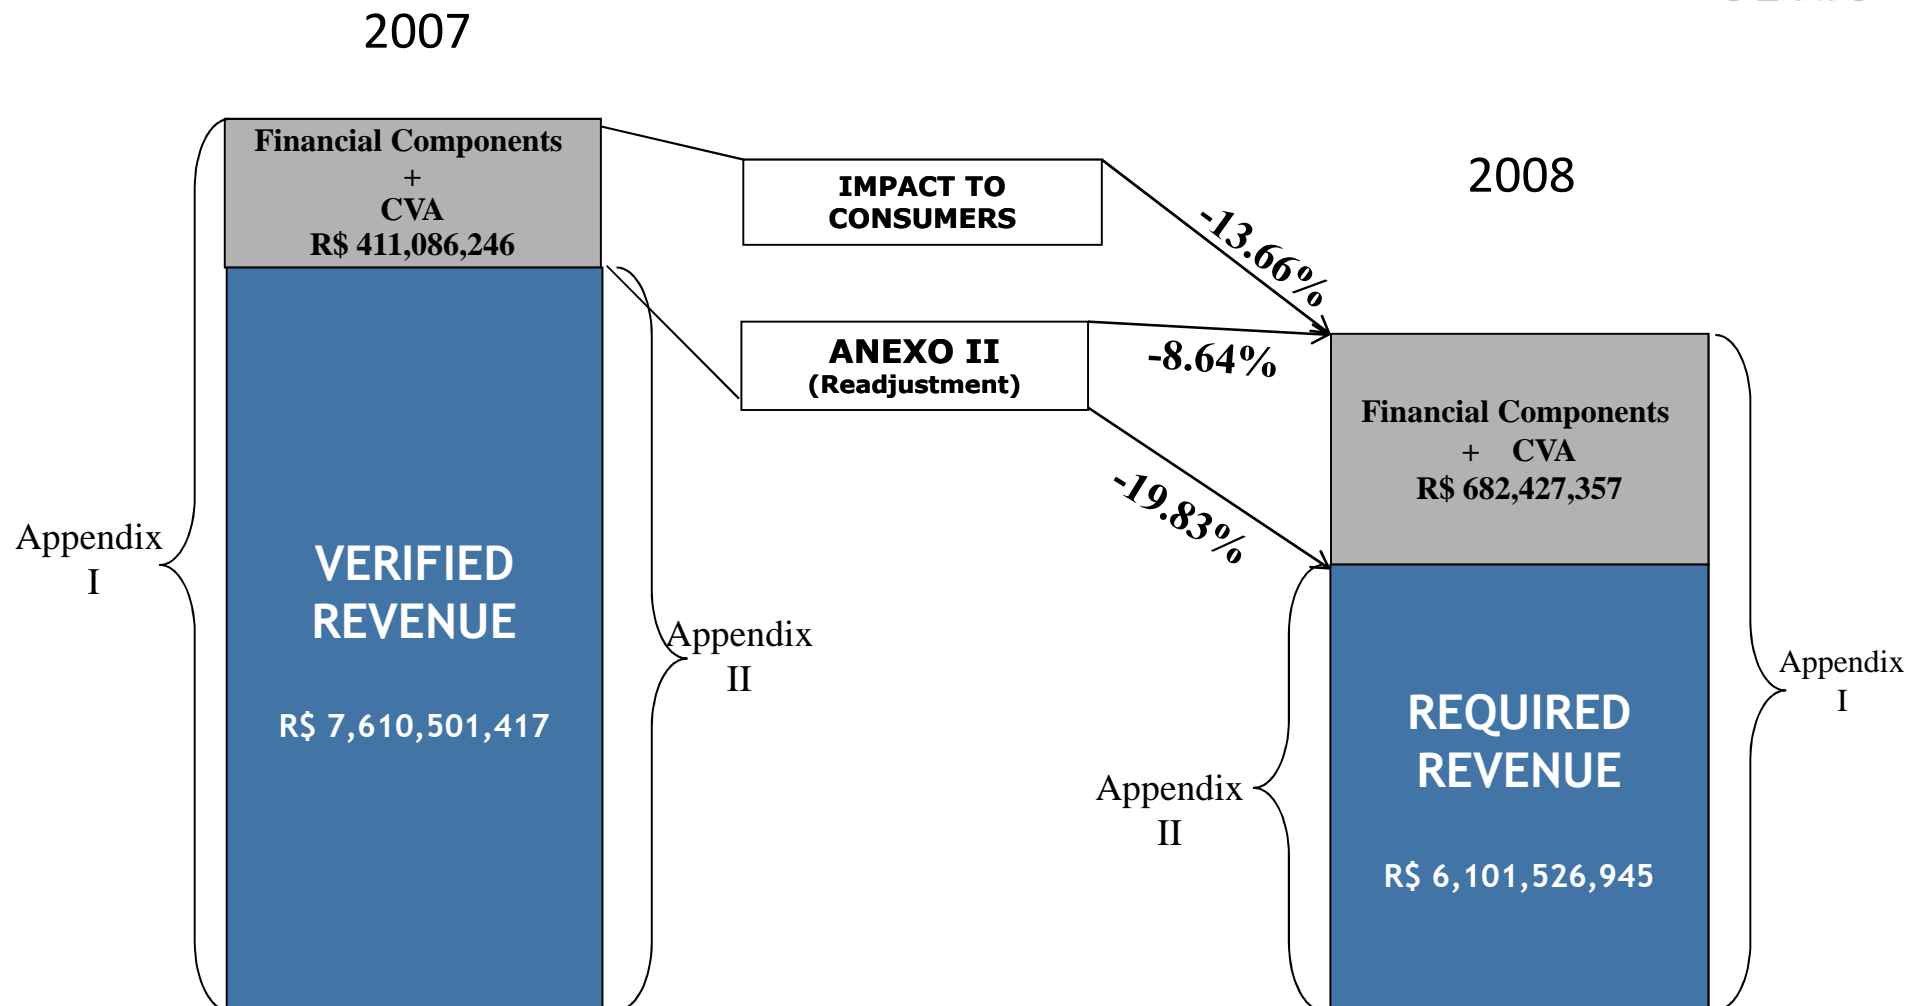 2007
Financial Components
+
CVA
R$ 411,086,246
VERIFIED
REVENUE
R$ 7,610,501,417
Appendix
I
Appendix
II
IMPACT TO
CONSUMERS
-13.66%
ANEXO II
(Readjustment)
-8.64%
-19.83%
2008
Financial Components
+ CVA
R$ 682,427,357
REQUIRED
REVENUE
R$ 6,101,526,945
Appendix
II
Appendix
I